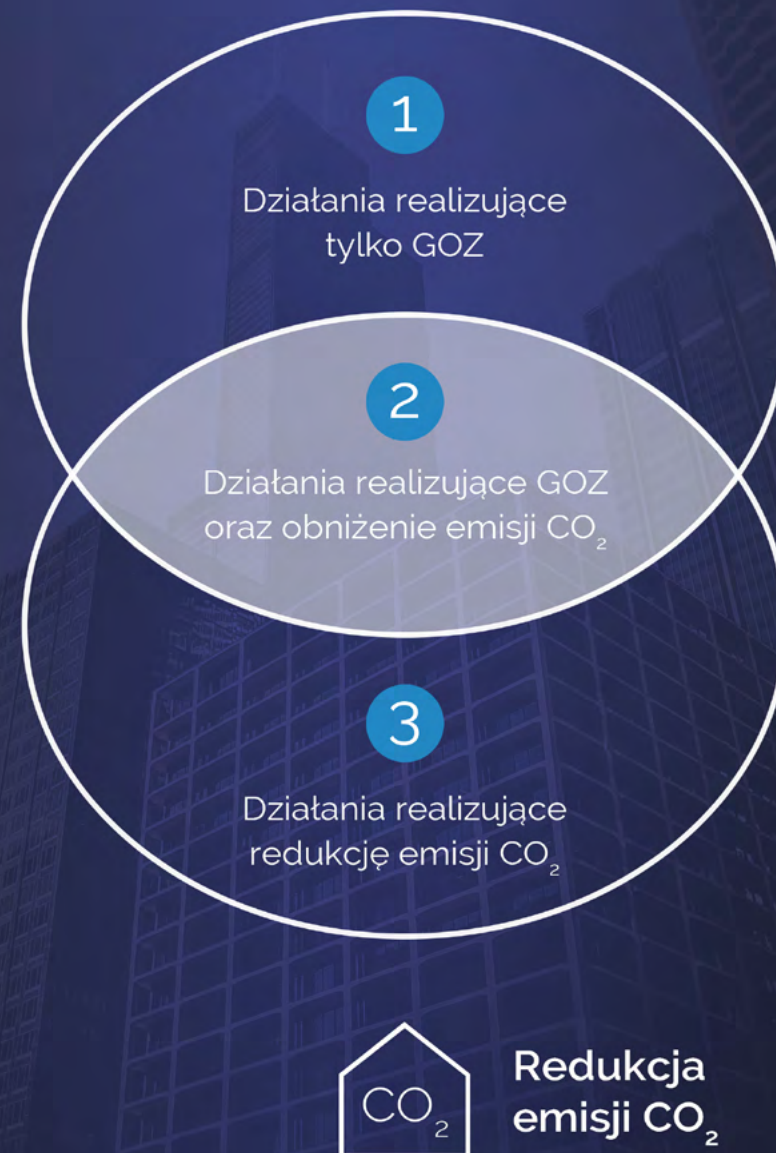 1
Działania realizujące
tylko GOZ
2
Działania realizujące GOZ
oraz obniżenie emisji CO₂
3
Działania realizujące
redukcję emisji CO₂
CO₂
Redukcja
emisji CO₂